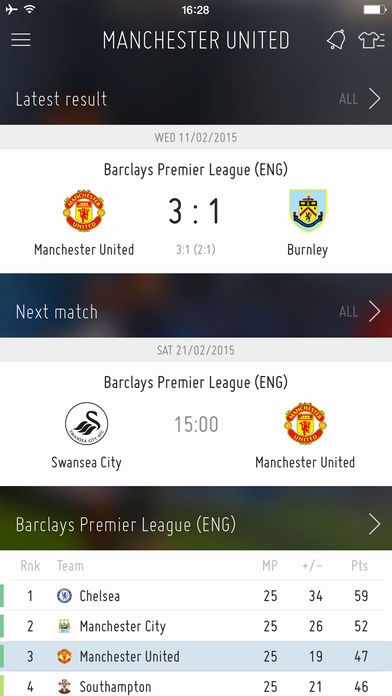 16:28
MANCHESTER UNITED
Latest result ALL
WED 11/02/2015
Barclays Premier League (ENG)
3 : 1
Manchester United 3:1 (2:1) Burnley
Next match ALL
SAT 21/02/2015
Barclays Premier League (ENG)
15:00
Swansea City Manchester United
Barclays Premier League (ENG)
Rnk Team MP +/- Pts
1 Chelsea 25 34 59
2 Manchester City 25 26 52
3 Manchester United 25 19 47
4 Southampton 25 21 46